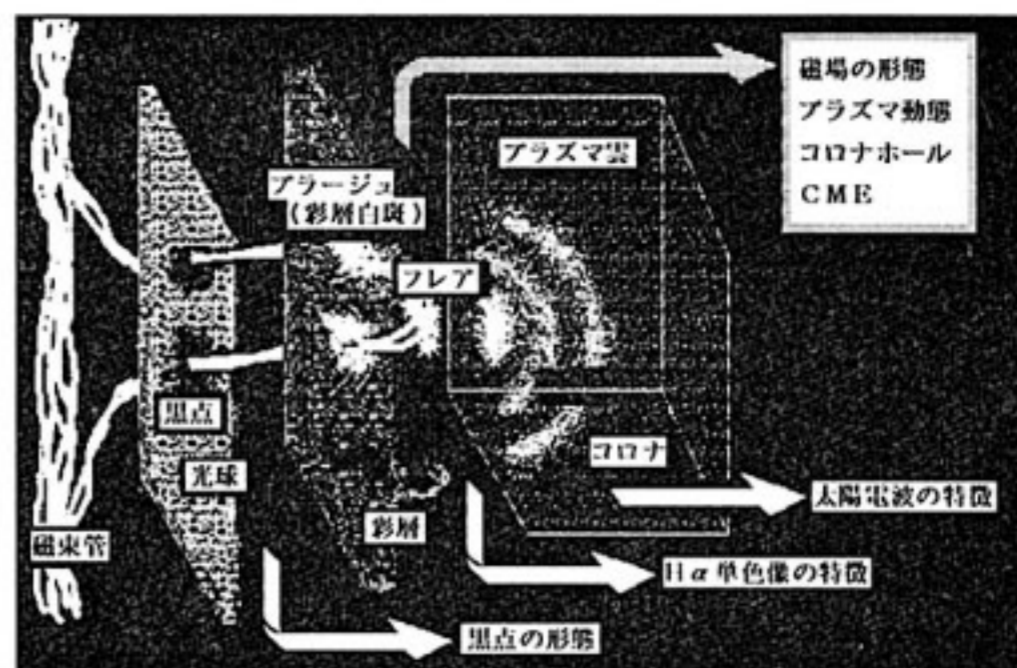 磁場の形態
プラズマ動態
コロナホール
CME
プラズマ雲
プラージュ
(彩層白斑)
フレア
黒点
光球
磁束管
彩層
コロナ
太陽電波の特徴
Hα単色像の特徴
黒点の形態